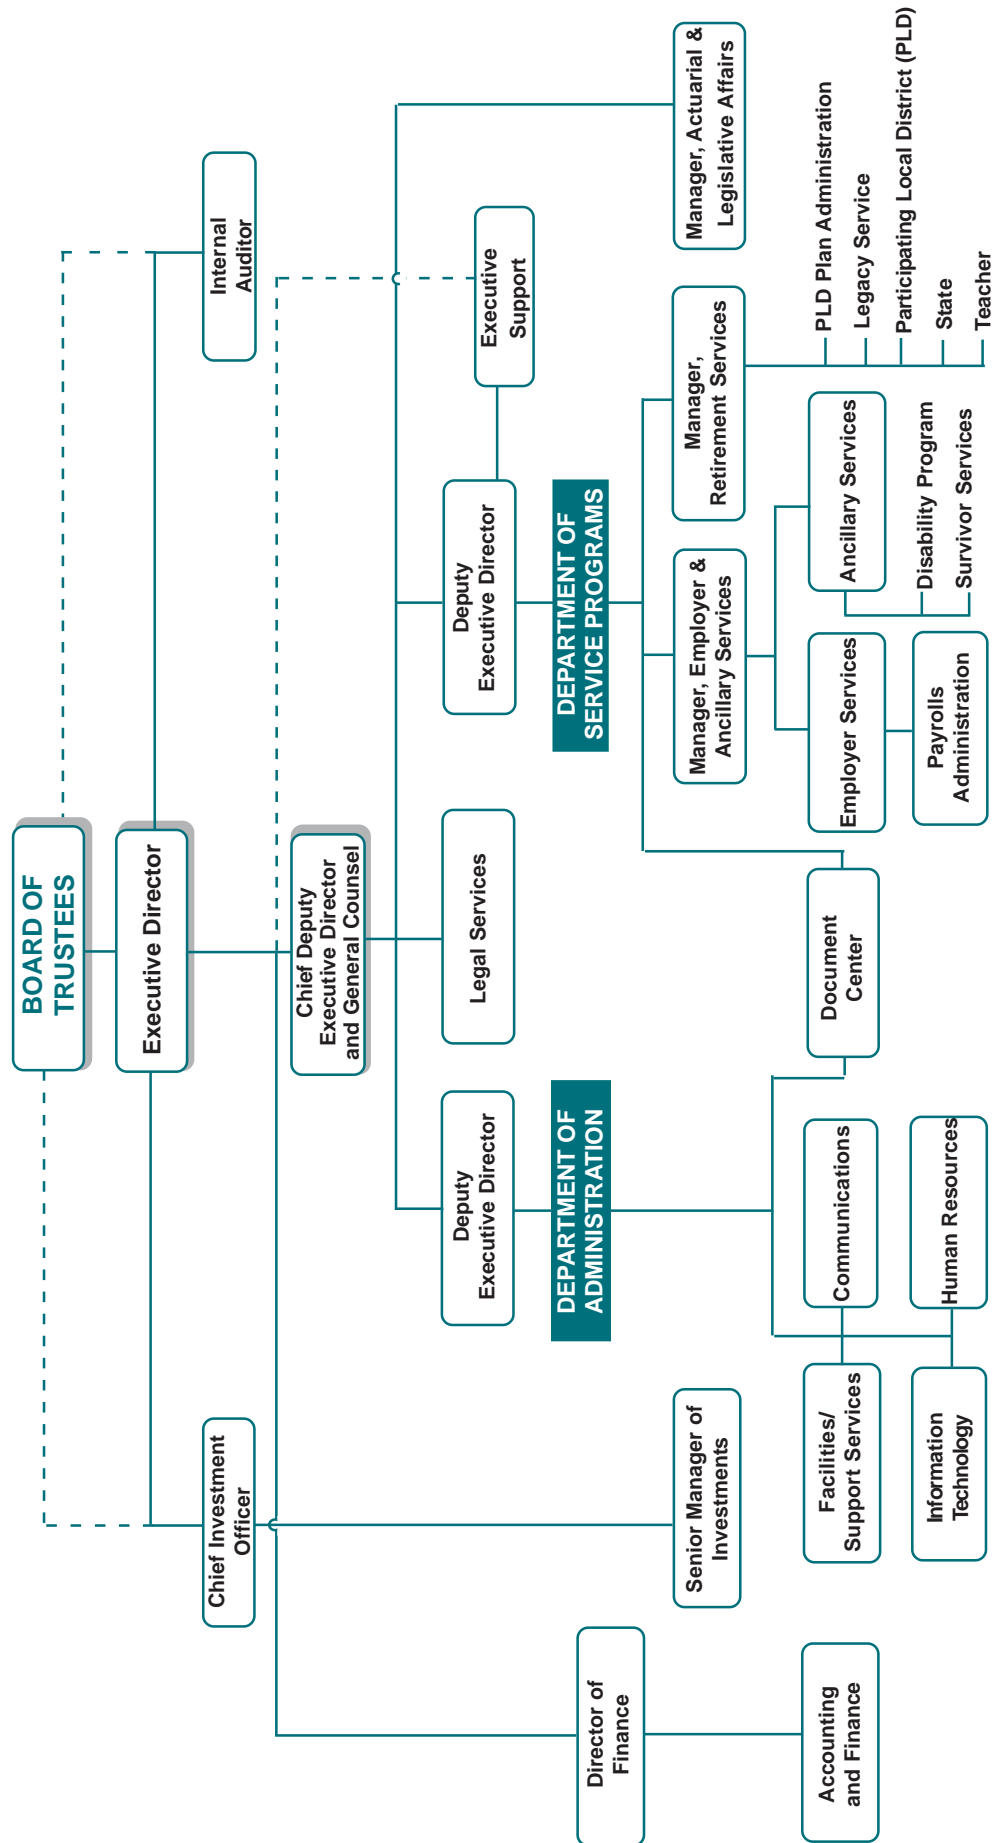 BOARD OF
TRUSTEES
Executive Director
Chief Investment
Officer
Internal
Auditor
Chief Deputy
Executive Director
and General Counsel
Deputy
Executive Director
Legal Services
Deputy
Executive Director
Executive
Support
DEPARTMENT OF
ADMINISTRATION
DEPARTMENT OF
SERVICE PROGRAMS
Director of
Finance
Senior Manager of
Investments
Manager, Employer &
Ancillary Services
Manager,
Retirement Services
Manager, Actuarial &
Legislative Affairs
Accounting
and Finance
Facilities/
Support Services
Communications
Document
Center
Employer Services
Ancillary Services
PLD Plan Administration
Legacy Service
Participating Local District (PLD)
State
Teacher
Information
Technology
Human Resources
Payrolls
Administration
Disability Program
Survivor Services